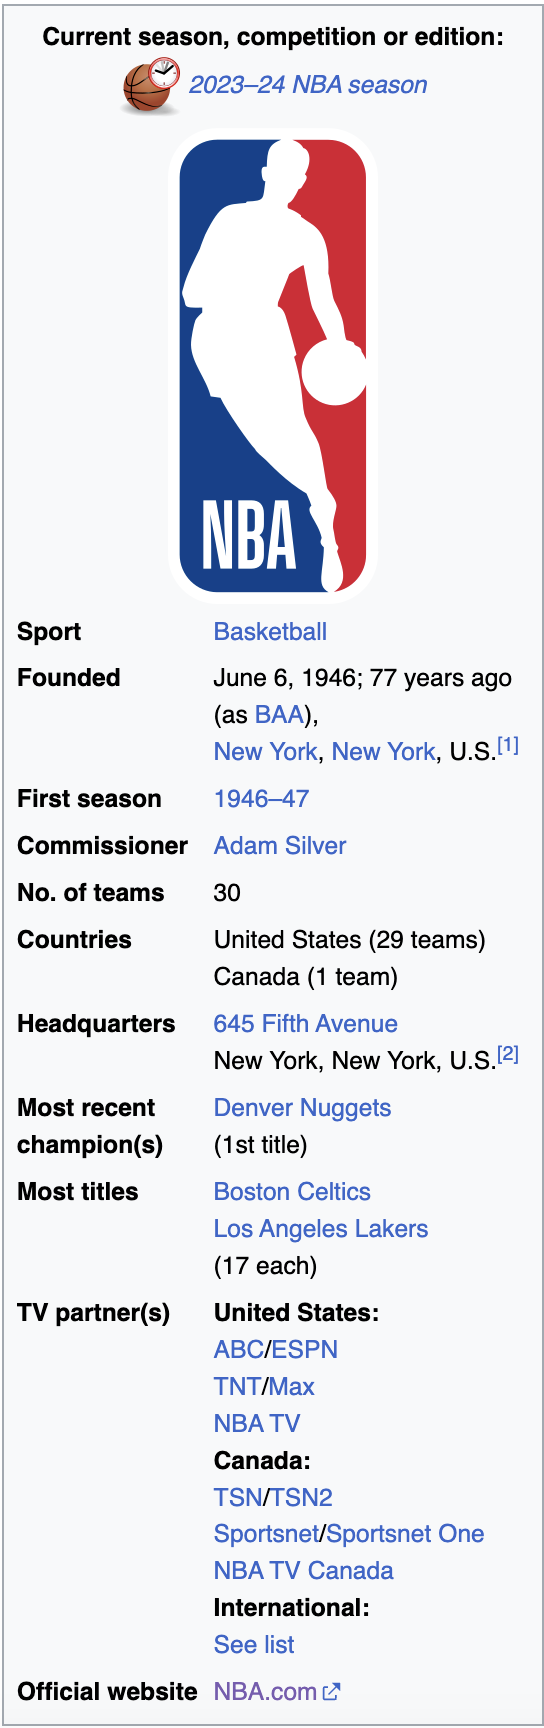 Current season, competition or edition:
2023–24 NBA season
NBA
Sport Basketball
Founded June 6, 1946; 77 years ago
(as BAA),
New York, New York, U.S.[1]
First season 1946–47
Commissioner Adam Silver
No. of teams 30
Countries United States (29 teams)
Canada (1 team)
Headquarters 645 Fifth Avenue
New York, New York, U.S.[2]
Most recent Denver Nuggets
champion(s) (1st title)
Most titles Boston Celtics
Los Angeles Lakers
(17 each)
TV partner(s) United States:
ABC/ESPN
TNT/Max
NBA TV
Canada:
TSN/TSN2
Sportsnet/Sportsnet One
NBA TV Canada
International:
See list
Official website NBA.com